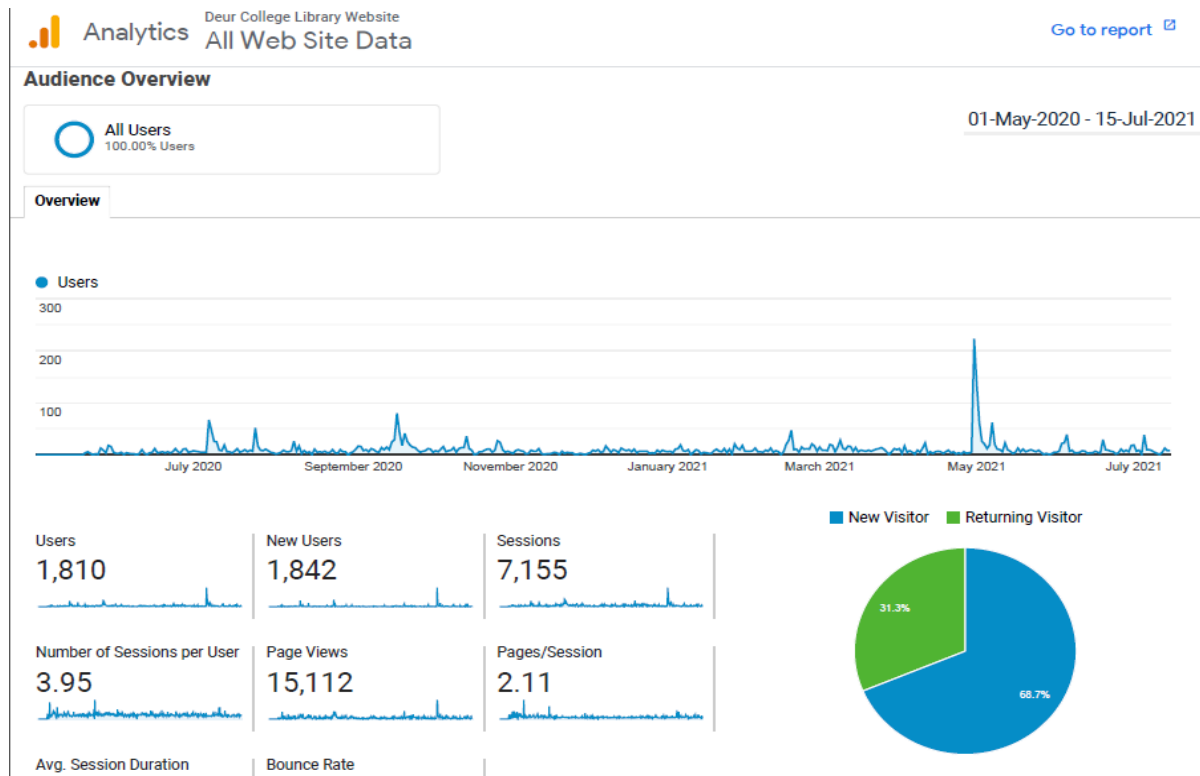 Analytics
Deur College Library Website
All Web Site Data
Go to report
Audience Overview
All Users
100.00% Users
01-May-2020 - 15-Jul-2021
Overview
Users
300
200
100
July 2020 September 2020 November 2020 January 2021 March 2021 May 2021 July 2021
New Visitor Returning Visitor
Users New Users Sessions
1,810 1,842 7,155
31.3%
68.7%
Number of Sessions per User Page Views Pages/Session
3.95 15,112 2.11
Avg. Session Duration Bounce Rate